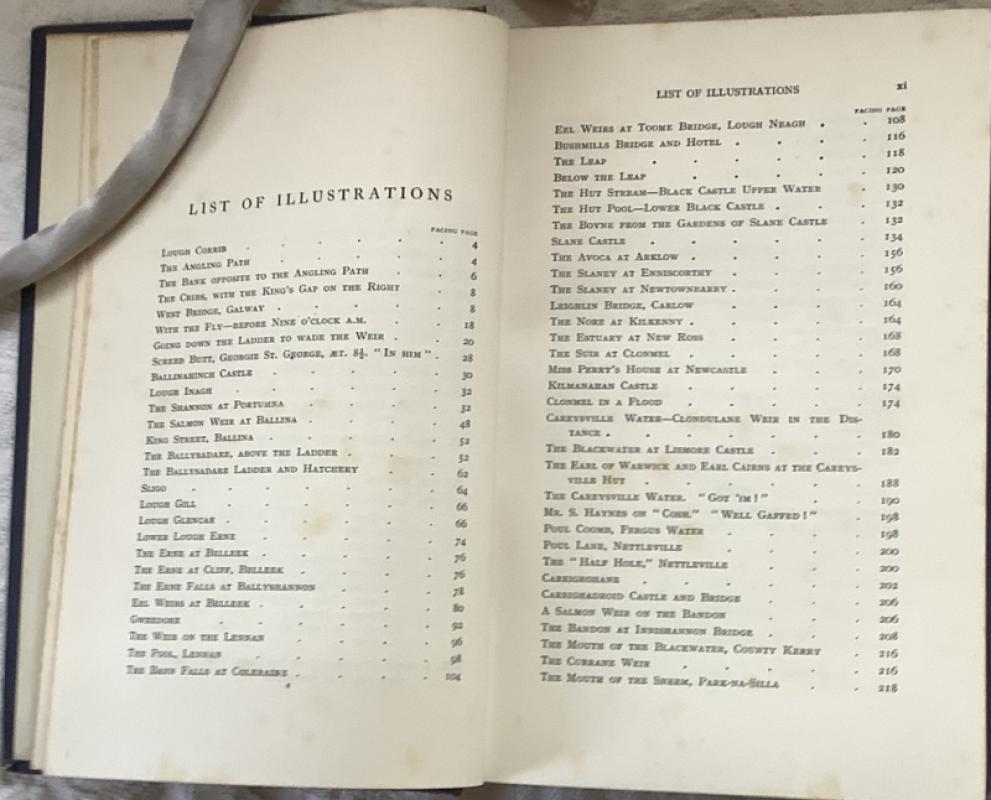 LIST OF ILLUSTRATIONS
FACING PAGE
LOUGH CORRIB . . . . . . 4
THE ANGLING PATH . . . . . 4
THE BANK OPPOSITE TO THE ANGLING PATH . . 6
THE CRIBS, WITH THE KING'S GAP ON THE RIGHT . 8
WEST BRIDGE, GALWAY . . . . . 8
WITH THE FLY—BEFORE NINE O'CLOCK A.M. . . 18
GOING DOWN THE LADDER TO WADE THE WEIR . . 20
SCREEB BUTT, GEORGIE ST. GEORGE, ÆT. 8½. "IN HIM" . 28
BALLINAHINCH CASTLE . . . . . 30
LOUGH INAGH . . . . . . 32
THE SHANNON AT PORTUMNA . . . . 32
THE SALMON WEIR AT BALLINA . . . . 48
KING STREET, BALLINA . . . . . 52
THE BALLYSADARE, ABOVE THE LADDER . . . 52
THE BALLYSADARE LADDER AND HATCHERY . . 62
SLIGO . . . . . . . 64
LOUGH GILL . . . . . . 66
LOUGH GLENCAR . . . . . . 66
LOWER LOUGH ERNE . . . . . 74
THE ERNE AT BELLEEK . . . . . 76
THE ERNE AT CLIFF, BELLEEK . . . . 76
THE ERNE FALLS AT BALLYSHANNON . . . 78
EEL WEIRS AT BELLEEK . . . . . 80
GWEEDORE . . . . . . 92
THE WEIR ON THE LENNAN . . . . 96
THE POOL, LENNAN . . . . . 98
THE BANN FALLS AT COLERAINE . . . . 104
LIST OF ILLUSTRATIONS xi
FACING PAGE
EEL WEIRS AT TOOME BRIDGE, LOUGH NEAGH . . 108
BUSHMILLS BRIDGE AND HOTEL . . . . 116
THE LEAP . . . . . . 118
BELOW THE LEAP . . . . . 120
THE HUT STREAM—BLACK CASTLE UPPER WATER . 130
THE HUT POOL—LOWER BLACK CASTLE . . . 132
THE BOYNE FROM THE GARDENS OF SLANE CASTLE . 132
SLANE CASTLE . . . . . . 134
THE AVOCA AT ARKLOW . . . . . 156
THE SLANEY AT ENNISCORTHY . . . . 156
THE SLANEY AT NEWTOWNBARRY . . . . 160
LEIGHLIN BRIDGE, CARLOW . . . . 164
THE NORE AT KILKENNY . . . . . 164
THE ESTUARY AT NEW ROSS . . . . 168
THE SUIR AT CLONMEL . . . . . 168
MISS PERRY'S HOUSE AT NEWCASTLE . . . 170
KILMANAHAN CASTLE . . . . . 174
CLONMEL IN A FLOOD . . . . . 174
CAREYSVILLE WATER—CLONDULANE WEIR IN THE DIS-
TANCE . . . . . . . 180
THE BLACKWATER AT LISMORE CASTLE . . . 182
THE EARL OF WARWICK AND EARL CAIRNS AT THE CAREYS-
VILLE HUT . . . . . . 188
THE CAREYSVILLE WATER. "GOT 'IM!" . . 190
MR. S. HAYNES ON "COSH." "WELL GAFFED!" . 198
POUL COOMB, FERGUS WATER . . . . 198
POUL LANE, NETTLEVILLE . . . . 200
THE "HALF HOLE," NETTLEVILLE . . . 200
CARRIGROHANE . . . . . . 202
CARRIGHADROID CASTLE AND BRIDGE . . . 206
A SALMON WEIR ON THE BANDON . . . 206
THE BANDON AT INNISHANNON BRIDGE . . . 208
THE MOUTH OF THE BLACKWATER, COUNTY KERRY . 216
THE CURRANE WEIR . . . . . 216
THE MOUTH OF THE SNEEM, PARK-NA-SILLA . . 218